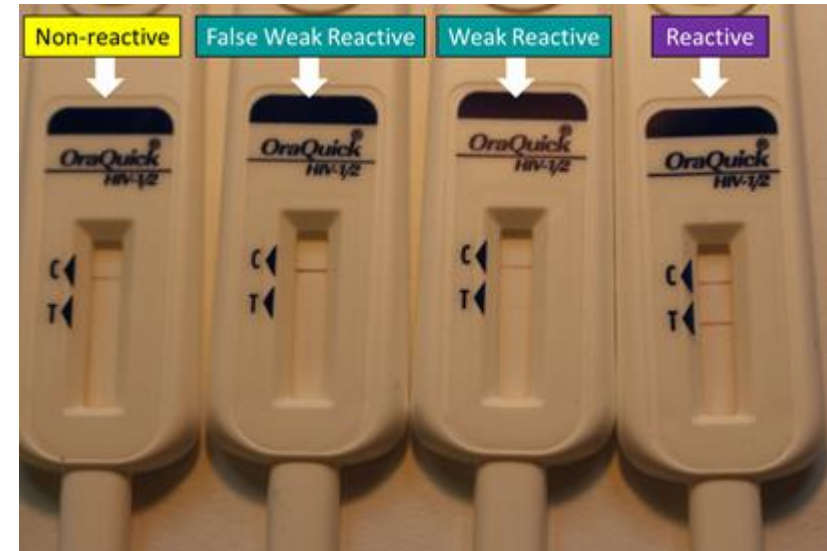 Non-reactive
False Weak Reactive
Weak Reactive
Reactive
OraQuick®
HIV-1/2
C
T
OraQuick®
HIV-1/2
C
T
OraQuick®
HIV-1/2
C
T
OraQuick®
HIV-1/2
C
T